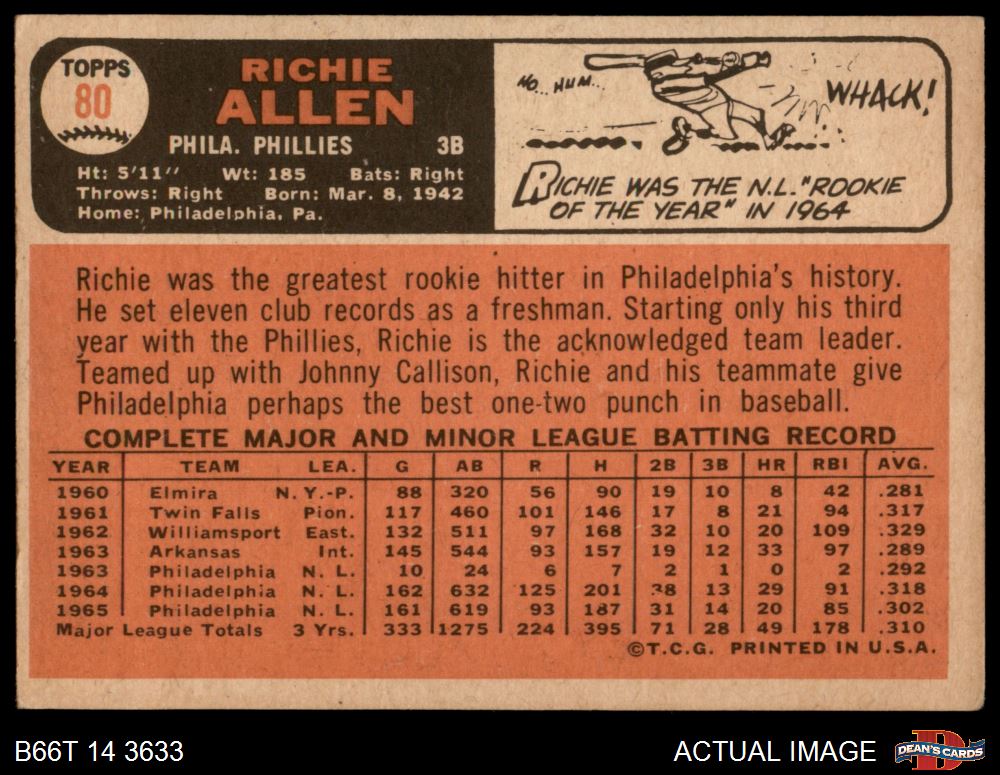 TOPPS
80
RICHIE
ALLEN
PHILA. PHILLIES 3B
Ht: 5'11" Wt: 185 Bats: Right
Throws: Right Born: Mar. 8, 1942
Home: Philadelphia, Pa.
HO.. HUM...
WHACK!
RICHIE WAS THE N.L. "ROOKIE
OF THE YEAR" IN 1964
Richie was the greatest rookie hitter in Philadelphia's history.
He set eleven club records as a freshman. Starting only his third
year with the Phillies, Richie is the acknowledged team leader.
Teamed up with Johnny Callison, Richie and his teammate give
Philadelphia perhaps the best one-two punch in baseball.
COMPLETE MAJOR AND MINOR LEAGUE BATTING RECORD
YEAR TEAM LEA. G AB R H 2B 3B HR RBI AVG.
1960 Elmira N.Y.-P. 88 320 56 90 19 10 8 42 .281
1961 Twin Falls Pion. 117 460 101 146 17 8 21 94 .317
1962 Williamsport East. 132 511 97 168 32 10 20 109 .329
1963 Arkansas Int. 145 544 93 157 19 12 33 97 .289
1963 Philadelphia N. L. 10 24 6 7 2 1 0 2 .292
1964 Philadelphia N. L. 162 632 125 201 38 13 29 91 .318
1965 Philadelphia N. L. 161 619 93 187 31 14 20 85 .302
Major League Totals 3 Yrs. 333 1275 224 395 71 28 49 178 .310
©T.C.G. PRINTED IN U.S.A.
B66T 14 3633
ACTUAL IMAGE
DEAN'S CARDS